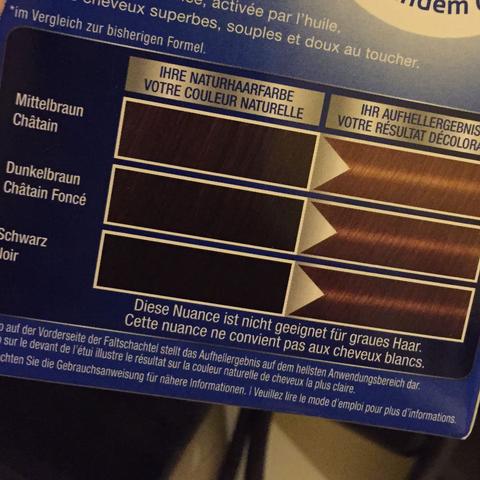 activée par l'huile,
cheveux superbes, souples et doux au toucher.
*im Vergleich zur bisherigen Formel.
IHRE NATURHAARFARBE
VOTRE COULEUR NATURELLE
IHR AUFHELLERGEBNIS
VOTRE RÉSULTAT
Mittelbraun
Châtain
Dunkelbraun
Châtain Foncé
Schwarz
Diese Nuance ist nicht geeignet für graues Haar.
Cette nuance ne convient pas aux cheveux blancs.
auf der Vorderseite der Faltschachtel stellt das Aufhellergebnis auf dem hellsten Anwendungsbereich dar.
sur le devant de l'étui illustre le résultat sur la couleur naturelle de cheveux la plus claire.
Sie die Gebrauchsanweisung für nähere Informationen. | Veuillez lire le mode d'emploi pour plus d'informations.